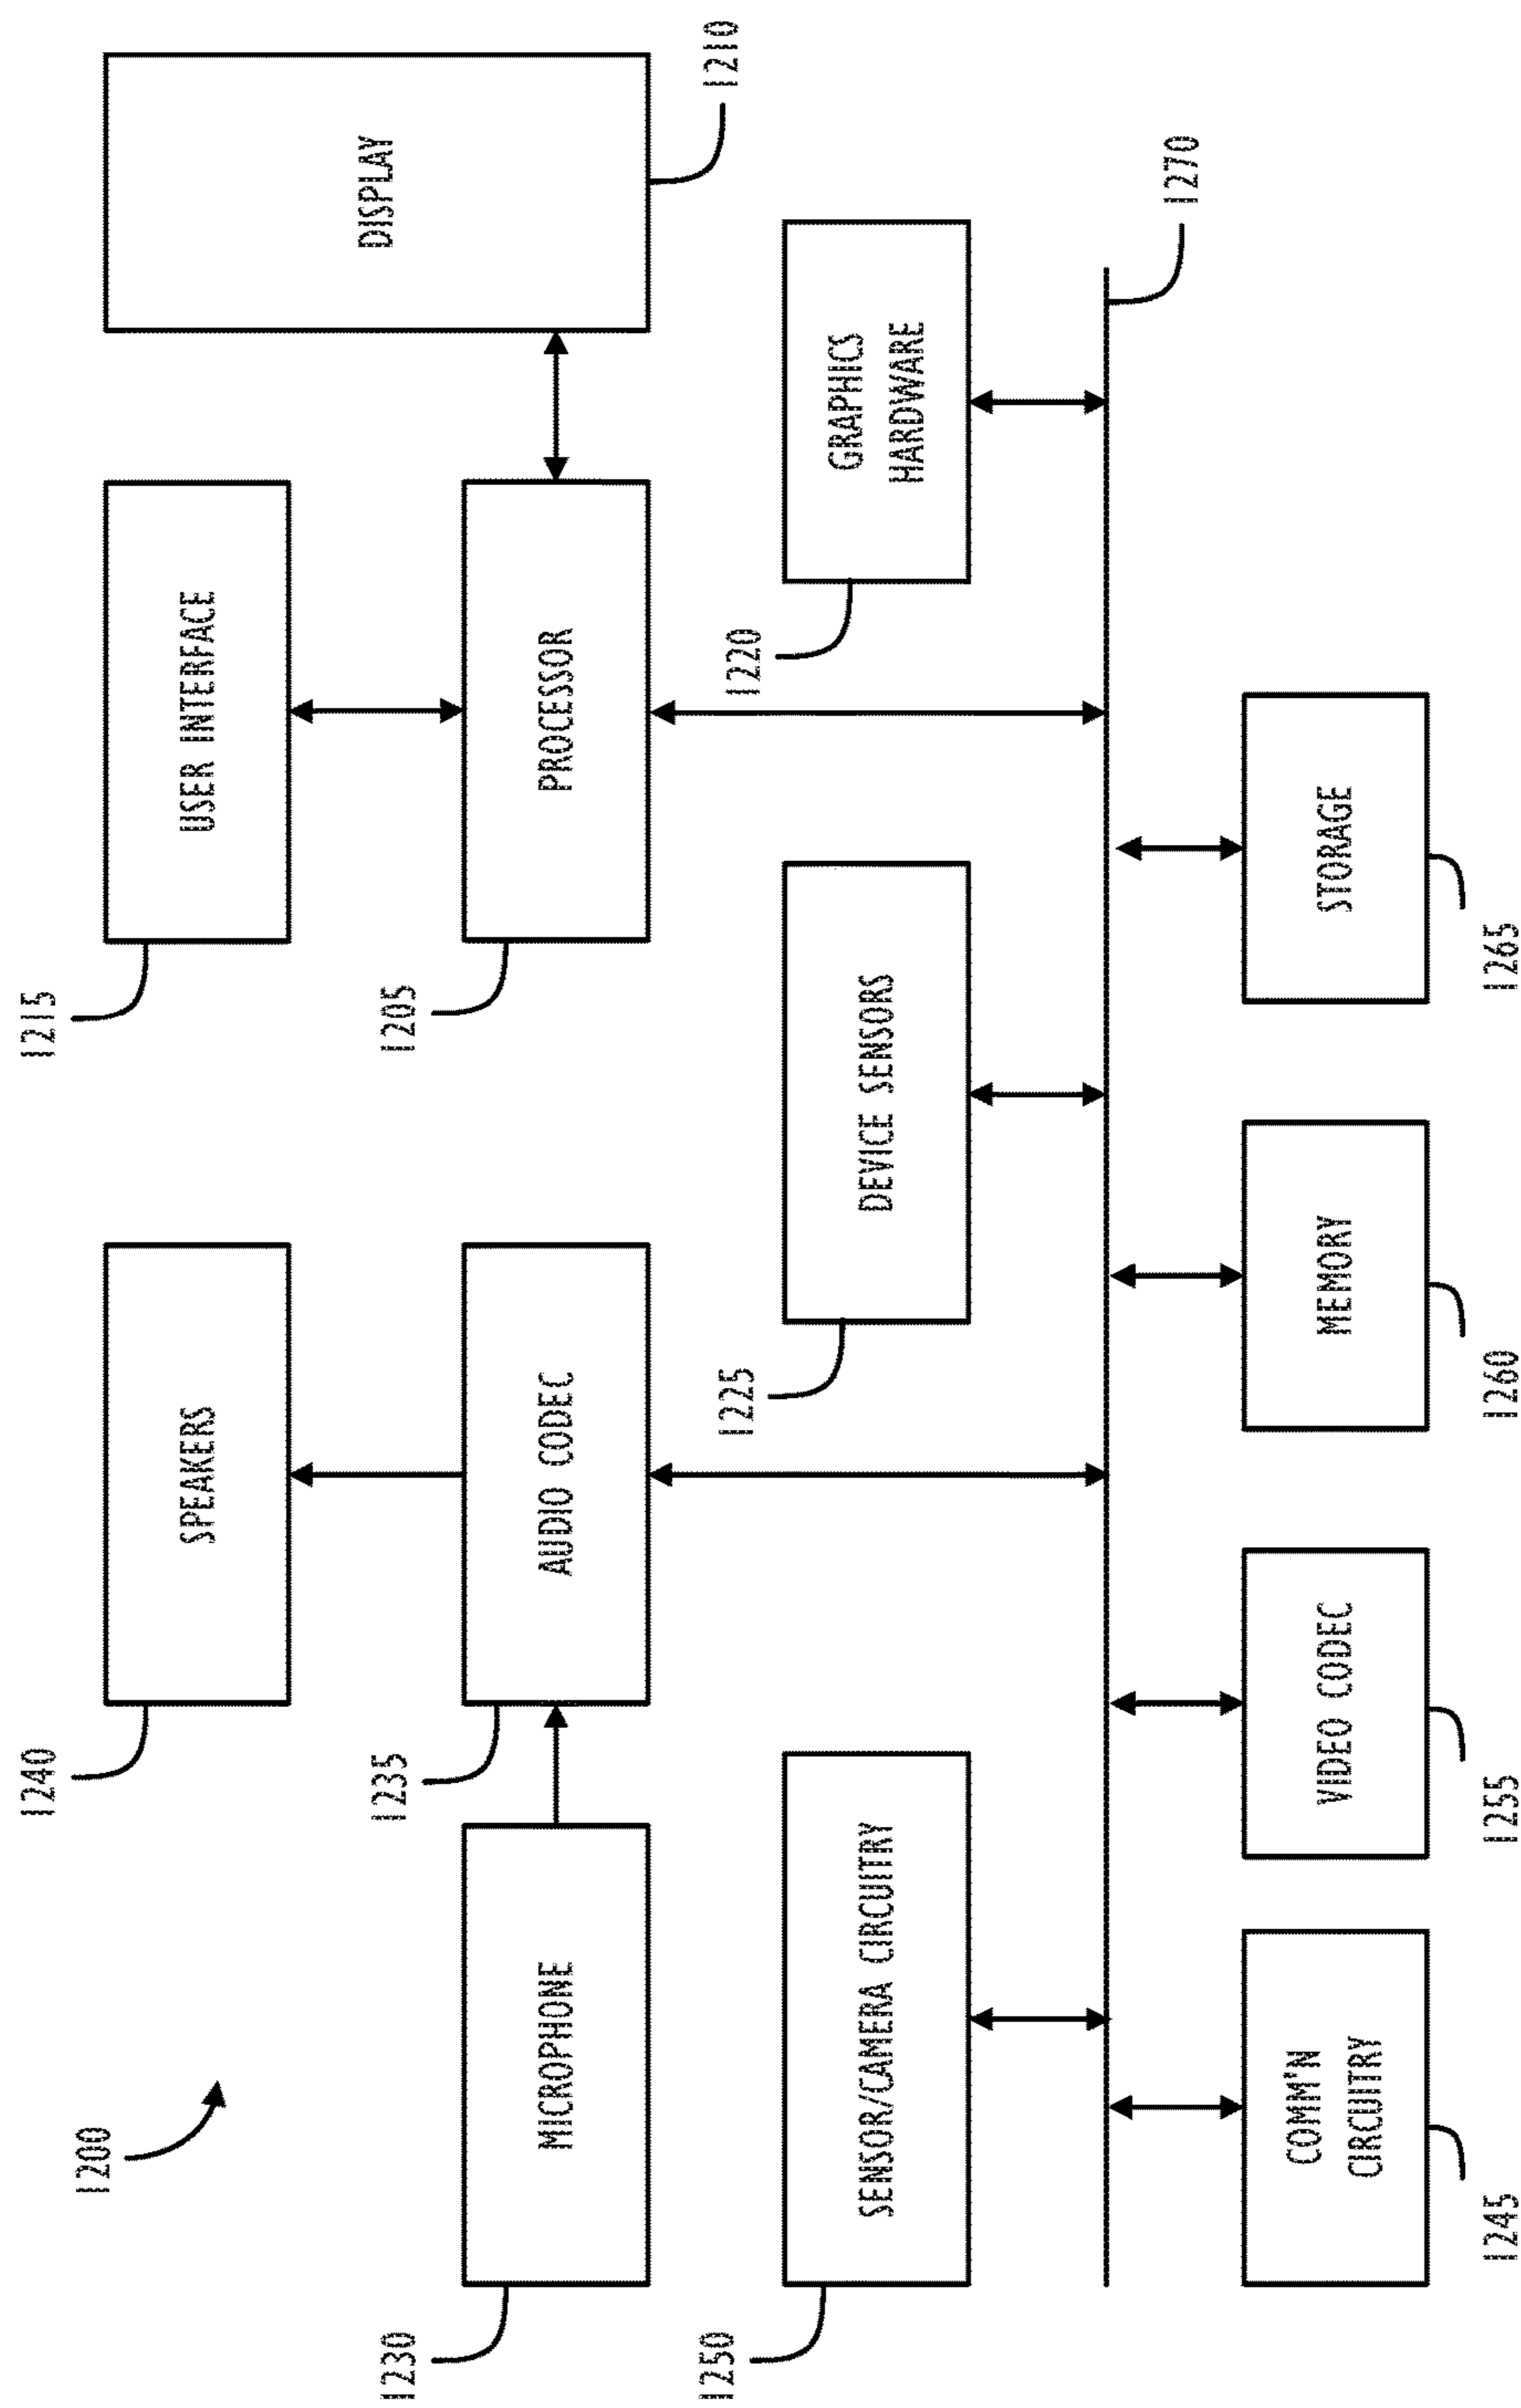 1200
1240
SPEAKERS
1215
USER INTERFACE
DISPLAY
1210
1230
MICROPHONE
1235
AUDIO CODEC
1205
PROCESSOR
1250
SENSOR/CAMERA CIRCUITRY
1225
DEVICE SENSORS
1220
GRAPHICS
HARDWARE
1270
COMM'N
CIRCUITRY
1245
VIDEO CODEC
1255
MEMORY
1260
STORAGE
1265